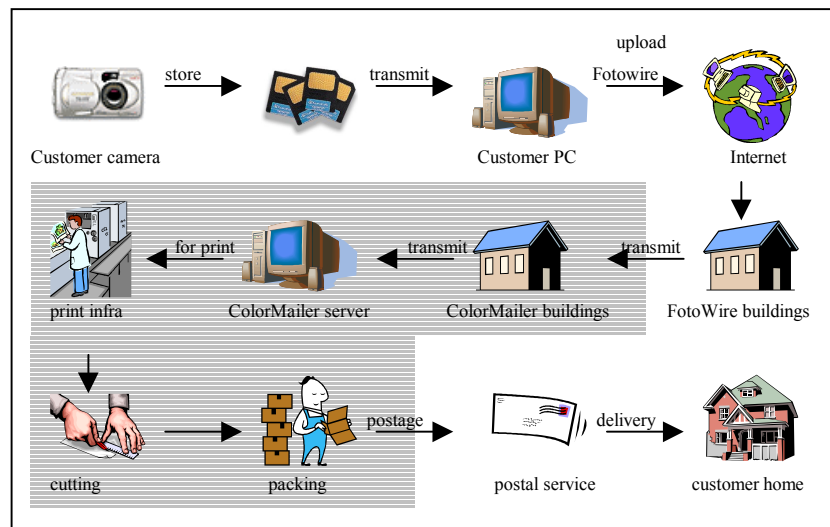 upload
store
transmit
Fotowire
Customer camera
Customer PC
Internet
for print
transmit
transmit
print infra
ColorMailer server
ColorMailer buildings
FotoWire buildings
postage
delivery
cutting
packing
postal service
customer home